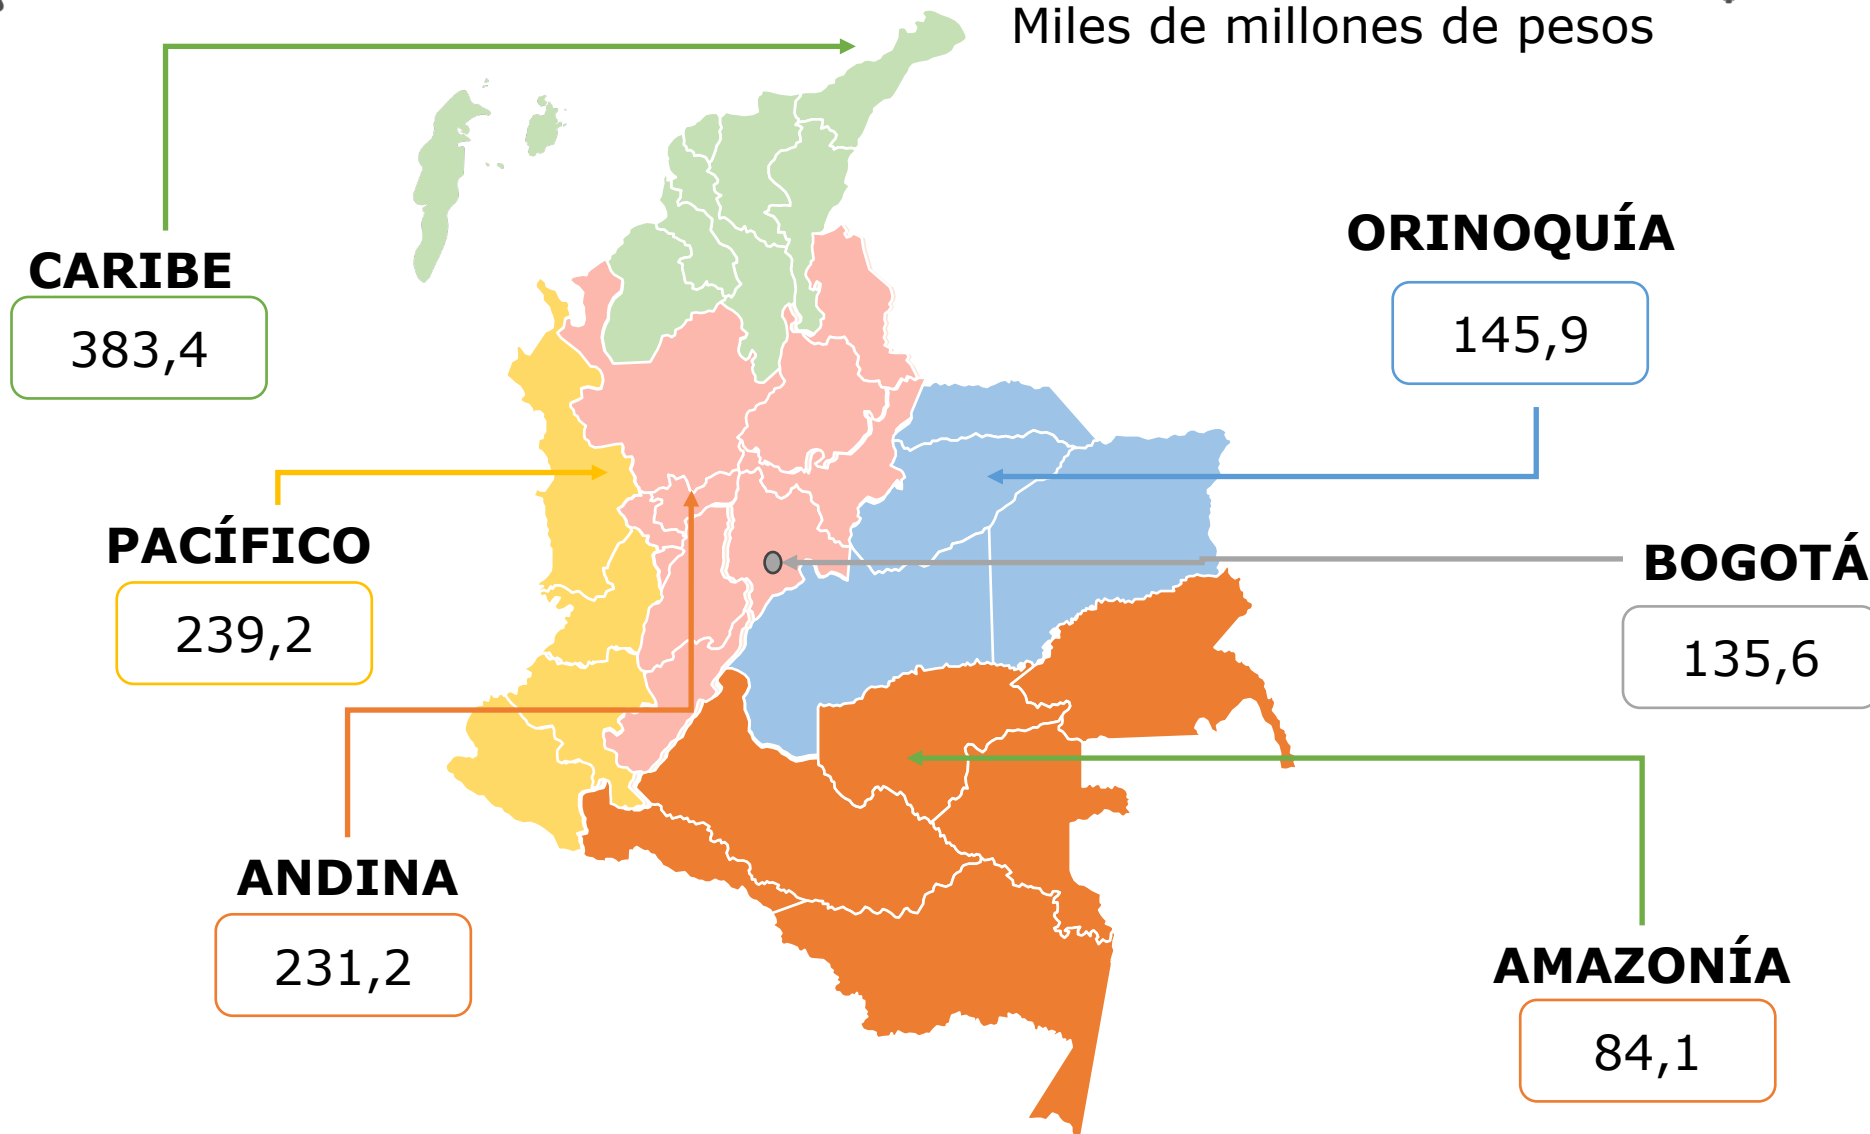 Miles de millones de pesos
CARIBE
383,4
ORINOQUÍA
145,9
PACÍFICO
239,2
BOGOTÁ
135,6
ANDINA
231,2
AMAZONÍA
84,1